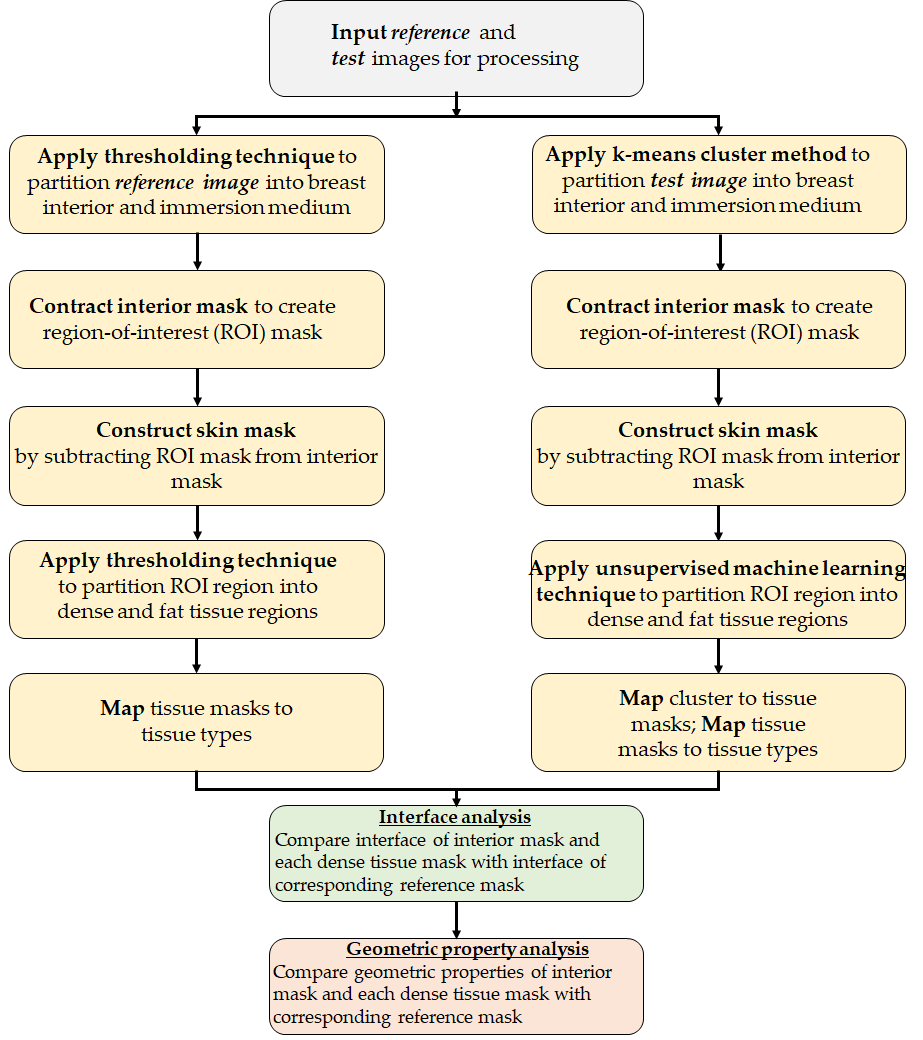 Input reference and
test images for processing
Apply thresholding technique to
partition reference image into breast
interior and immersion medium
Apply k-means cluster method to
partition test image into breast
interior and immersion medium
Contract interior mask to create
region-of-interest (ROI) mask
Contract interior mask to create
region-of-interest (ROI) mask
Construct skin mask
by subtracting ROI mask from interior
mask
Construct skin mask
by subtracting ROI mask from interior
mask
Apply thresholding technique
to partition ROI region into
dense and fat tissue regions
Apply unsupervised machine learning
technique to partition ROI region into
dense and fat tissue regions
Map tissue masks to
tissue types
Map cluster to tissue
masks; Map tissue
masks to tissue types
Interface analysis
Compare interface of interior mask and
each dense tissue mask with interface of
corresponding reference mask
Geometric property analysis
Compare geometric properties of interior
mask and each dense tissue mask with
corresponding reference mask